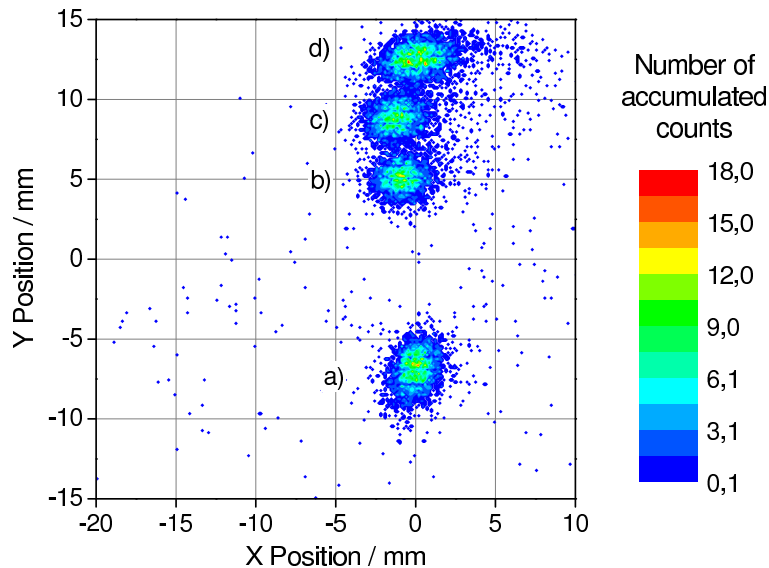 15
10
5
0
-5
-10
-15
-20
-15
-10
-5
0
5
10
Y Position / mm
X Position / mm
d)
c)
b)
a)
Number of
accumulated
counts
18,0
15,0
12,0
9,0
6,1
3,1
0,1